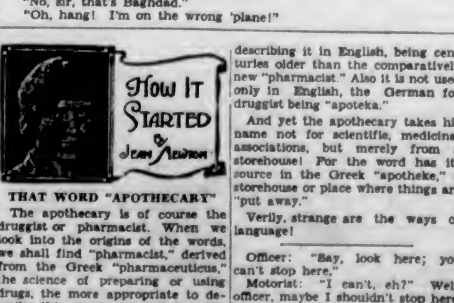 "No, sir, that's Baghdad."
"Oh, hang! I'm on the wrong 'plane!"
How It
Started
by
Jean Newton
THAT WORD "APOTHECARY"
The apothecary is of course the
druggist or pharmacist. When we
look into the origins of the words,
we shall find "pharmacist," derived
from the Greek "pharmaceuticus,"
the science of preparing or using
drugs, the more appropriate to de-
describing it in English, being cen
turies older than the comparativel
new "pharmacist." Also it is not use
only in English, the German fo
druggist being "apoteka."
And yet the apothecary takes hi
name not for scientific, medicina
associations, but merely from
storehouse! For the word has it
source in the Greek "apotheke,"
storehouse or place where things ar
"put away."
Verily, strange are the ways o
language!
Officer: "Say, look here; yo
can't stop here."
Motorist: "I can't, eh?" Wel
officer, maybe I shouldn't stop her